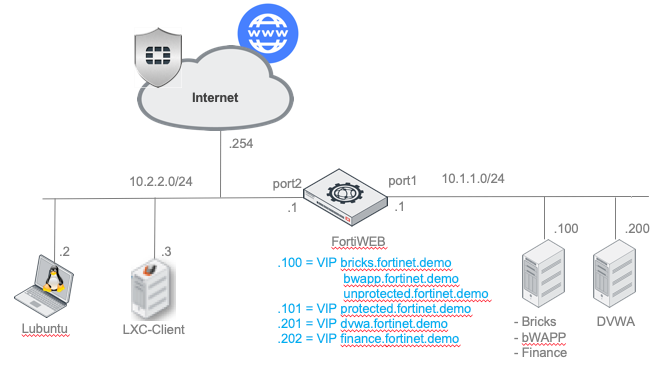 WWW
Internet
.254
10.2.2.0/24
port2
port1
10.1.1.0/24
.1
.1
.2
.3
.100
.200
FortiWEB
Lubuntu
LXC-Client
.100 = VIP bricks.fortinet.demo
bwapp.fortinet.demo
unprotected.fortinet.demo
.101 = VIP protected.fortinet.demo
.201 = VIP dvwa.fortinet.demo
.202 = VIP finance.fortinet.demo
- Bricks
- bWAPP
- Finance
DVWA